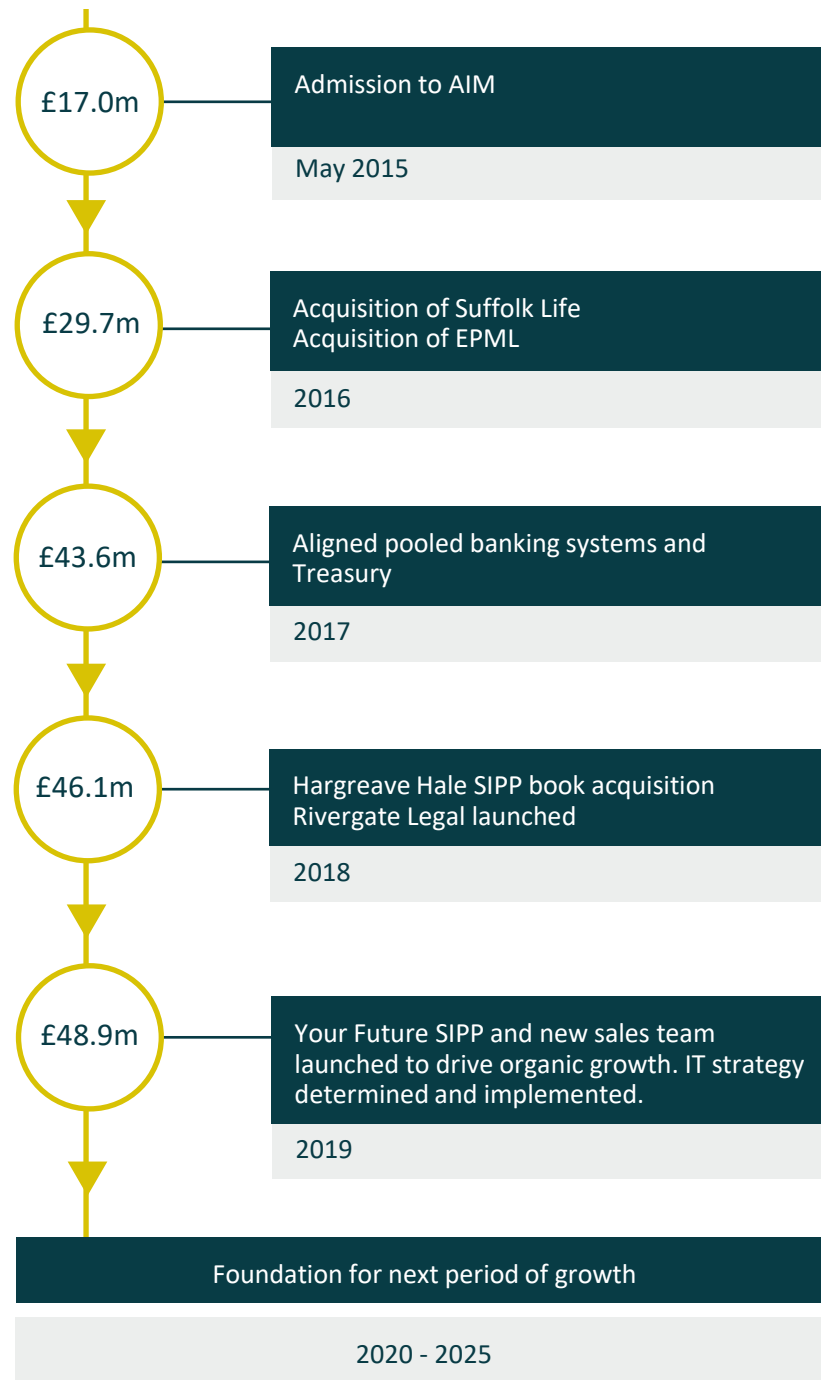 £17.0m
Admission to AIM
May 2015
£29.7m
Acquisition of Suffolk Life
Acquisition of EPML
2016
£43.6m
Aligned pooled banking systems and
Treasury
2017
£46.1m
Hargreave Hale SIPP book acquisition
Rivergate Legal launched
2018
£48.9m
Your Future SIPP and new sales team
launched to drive organic growth. IT strategy
determined and implemented.
2019
Foundation for next period of growth
2020 - 2025